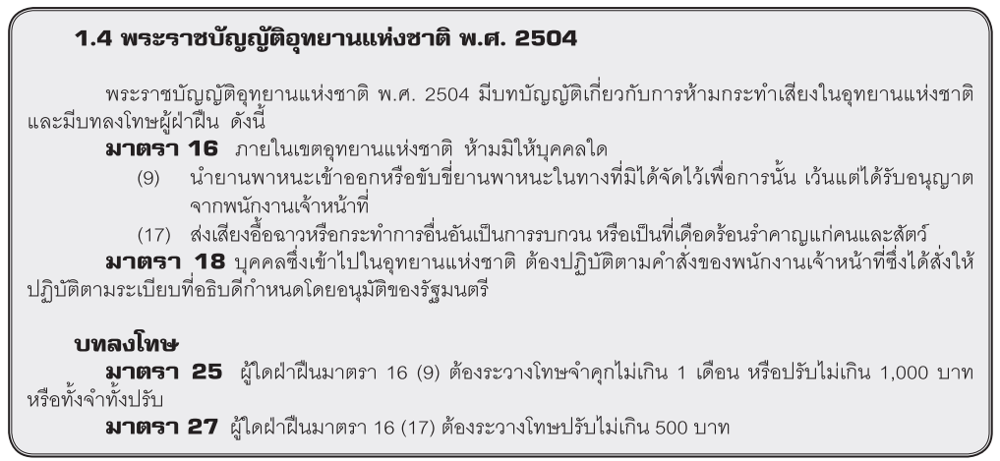 1.4 พระราชบัญญัติอุทยานแห่งชาติ พ.ศ. 2504
พระราชบัญญัติอุทยานแห่งชาติ พ.ศ. 2504 มีบทบัญญัติเกี่ยวกับการห้ามกระทำเสียงในอุทยานแห่งชาติ
และมีบทลงโทษผู้ฝ่าฝืน ดังนี้
มาตรา 16 ภายในเขตอุทยานแห่งชาติ ห้ามมิให้บุคคลใด
(9) นำยานพาหนะเข้าออกหรือขับขี่ยานพาหนะในทางที่มิได้จัดไว้เพื่อการนั้น เว้นแต่ได้รับอนุญาต
จากพนักงานเจ้าหน้าที่
(17) ส่งเสียงอื้อฉาวหรือกระทำการอื่นอันเป็นการรบกวน หรือเป็นที่เดือดร้อนรำคาญแก่คนและสัตว์
มาตรา 18 บุคคลซึ่งเข้าไปในอุทยานแห่งชาติ ต้องปฏิบัติตามคำสั่งของพนักงานเจ้าหน้าที่ซึ่งได้สั่งให้
ปฏิบัติตามระเบียบที่อธิบดีกำหนดโดยอนุมัติของรัฐมนตรี
บทลงโทษ
มาตรา 25 ผู้ใดฝ่าฝืนมาตรา 16 (9) ต้องระวางโทษจำคุกไม่เกิน 1 เดือน หรือปรับไม่เกิน 1,000 บาท
หรือทั้งจำทั้งปรับ
มาตรา 27 ผู้ใดฝ่าฝืนมาตรา 16 (17) ต้องระวางโทษปรับไม่เกิน 500 บาท